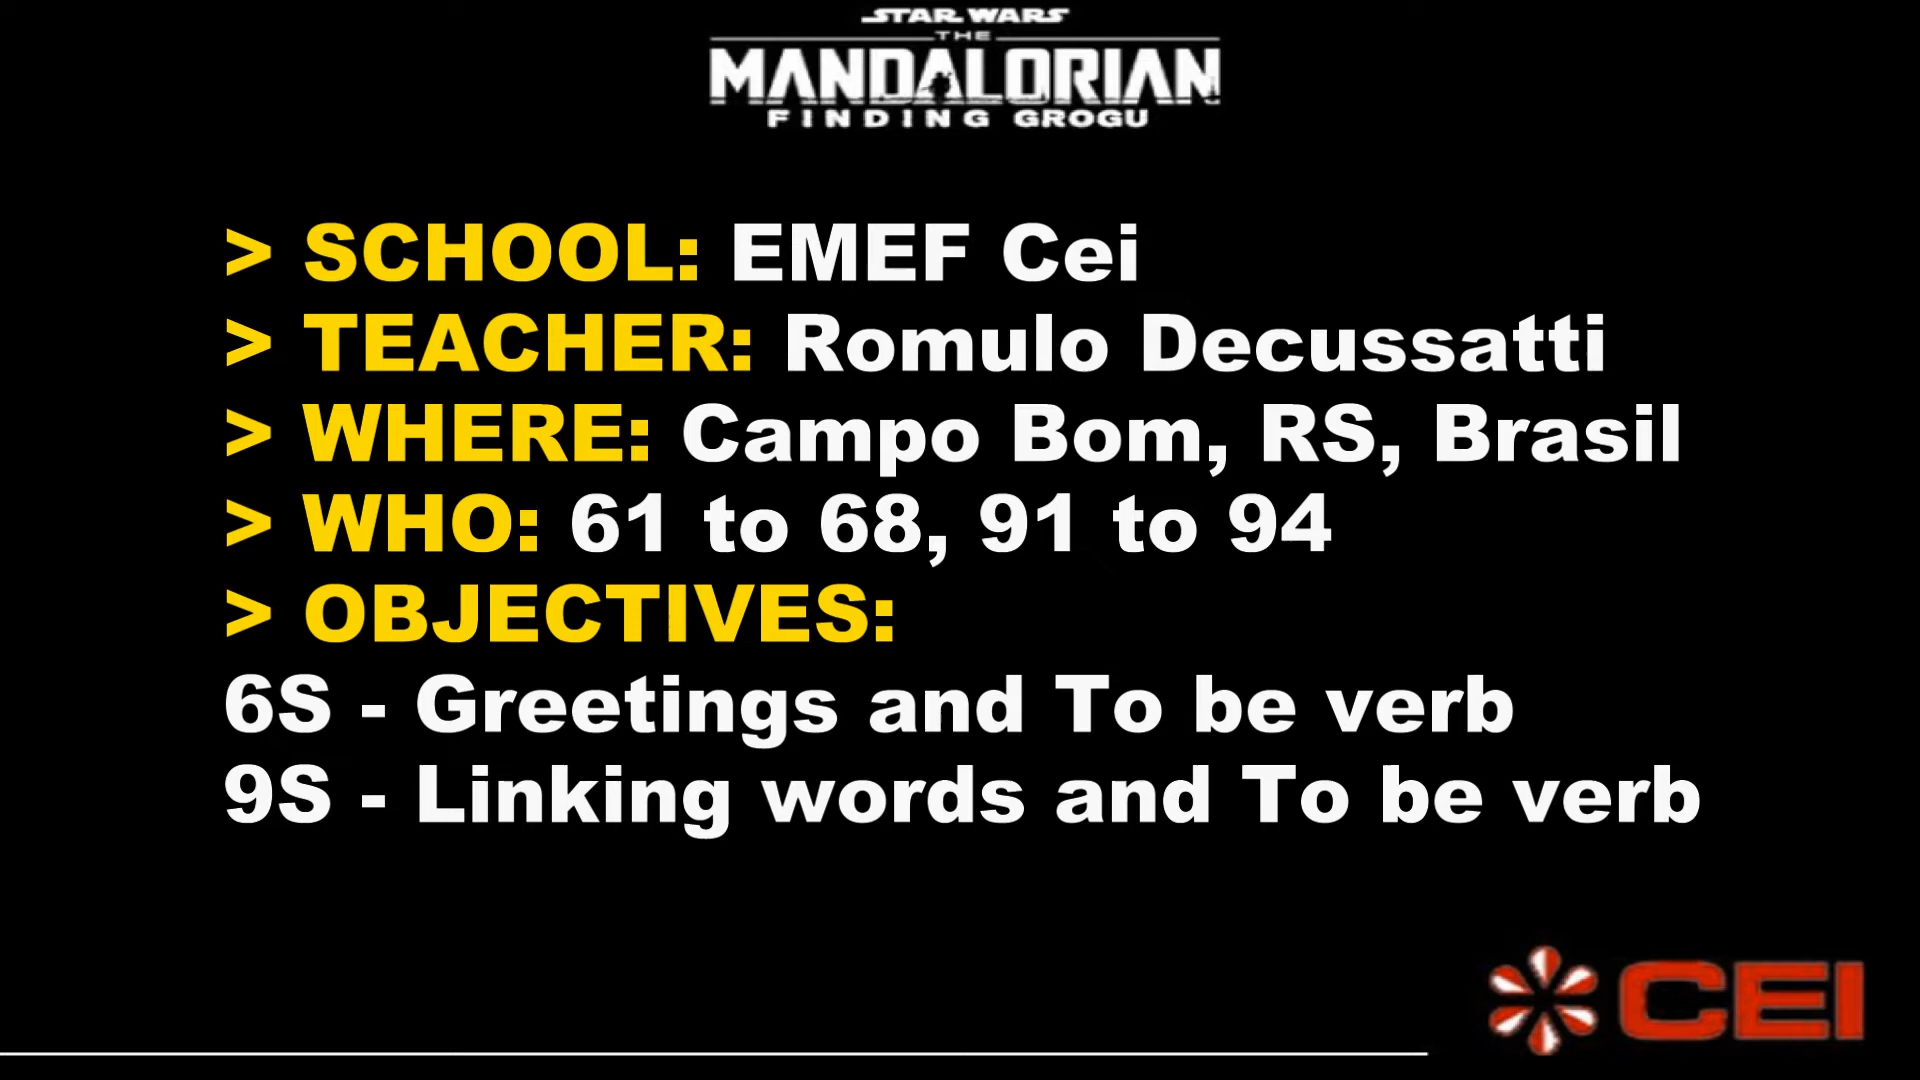 STAR WARS
THE
MANDALORIAN
FINDING GROGU
> SCHOOL: EMEF Cei
> TEACHER: Romulo Decussatti
> WHERE: Campo Bom, RS, Brasil
> WHO: 61 to 68, 91 to 94
> OBJECTIVES:
6S - Greetings and To be verb
9S - Linking words and To be verb
CEI